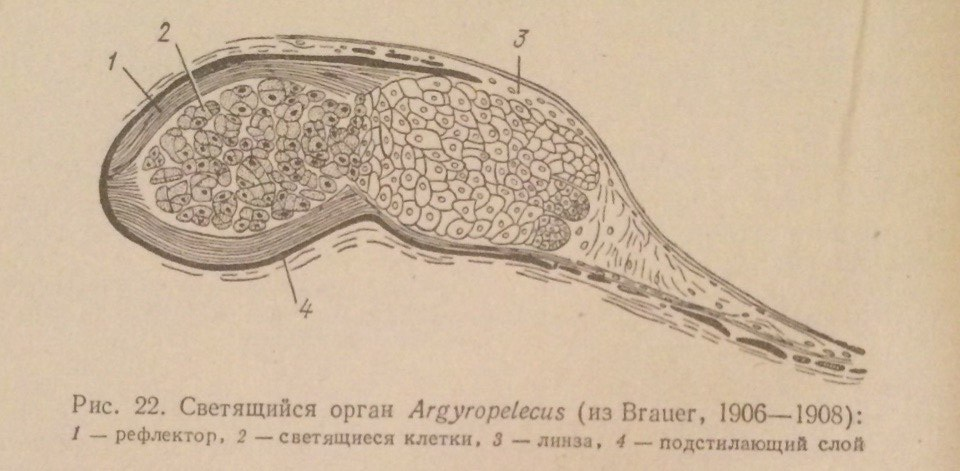 2
3
1
4
Рис. 22. Светящийся орган Argyropelecus (из Brauer, 1906—1908):
1 — рефлектор, 2 — светящиеся клетки, 3 — линза, 4 — подстилающий слой